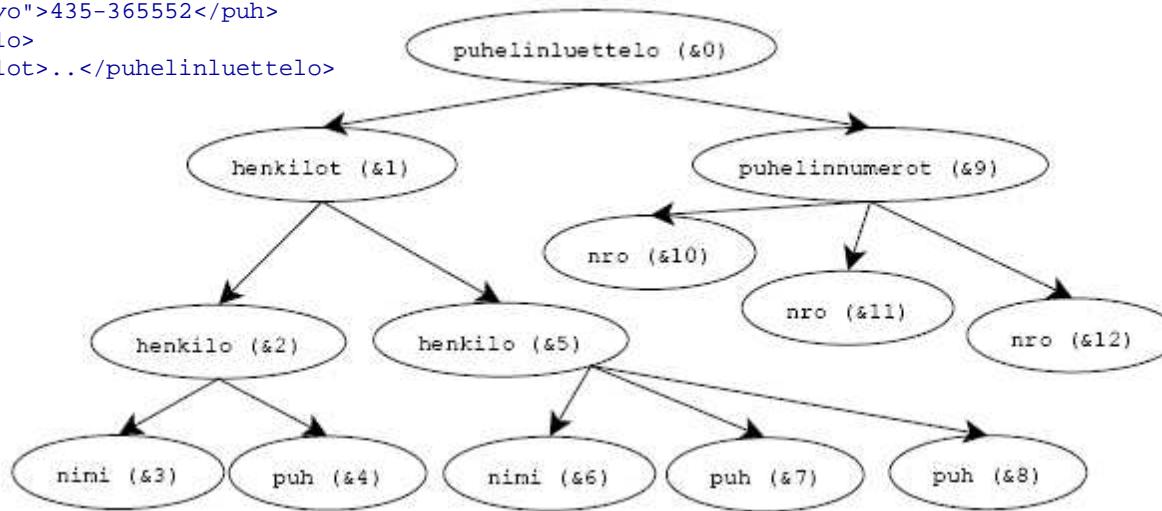 yo">435-365552</puh>
lo>
lot>..</puhelinluettelo>
puhelinluettelo (&0)
henkilot (&1)
puhelinnumerot (&9)
nro (&10)
nro (&11)
nro (&12)
henkilo (&2)
henkilo (&5)
nimi (&3)
puh (&4)
nimi (&6)
puh (&7)
puh (&8)